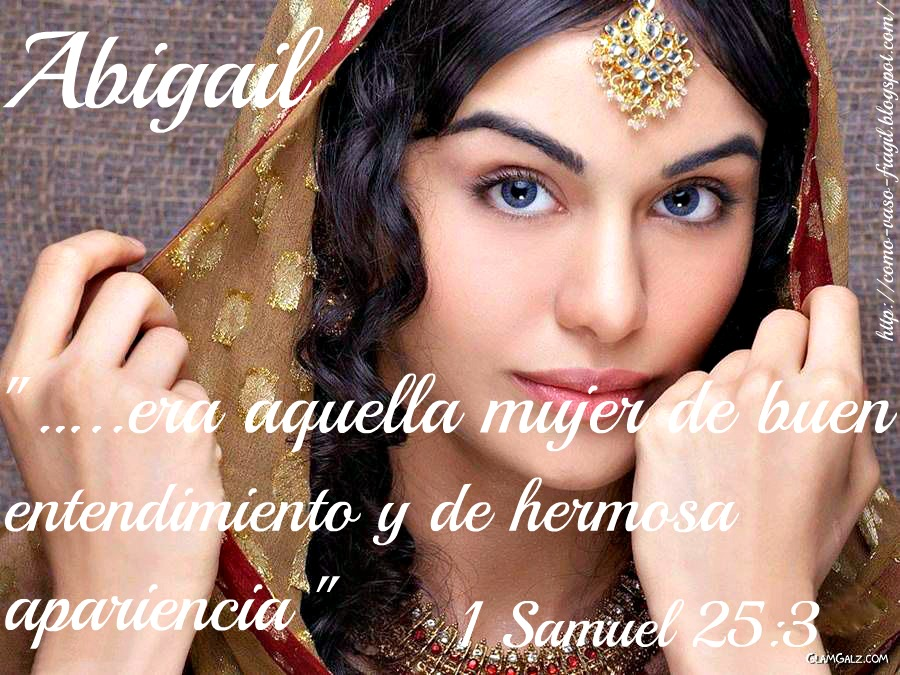 Abigail
http://como-vaso-fragil.blogspot.com/
"…..era aquella mujer de buen
entendimiento y de hermosa
apariencia "
1 Samuel 25:3
GlamGalz.com